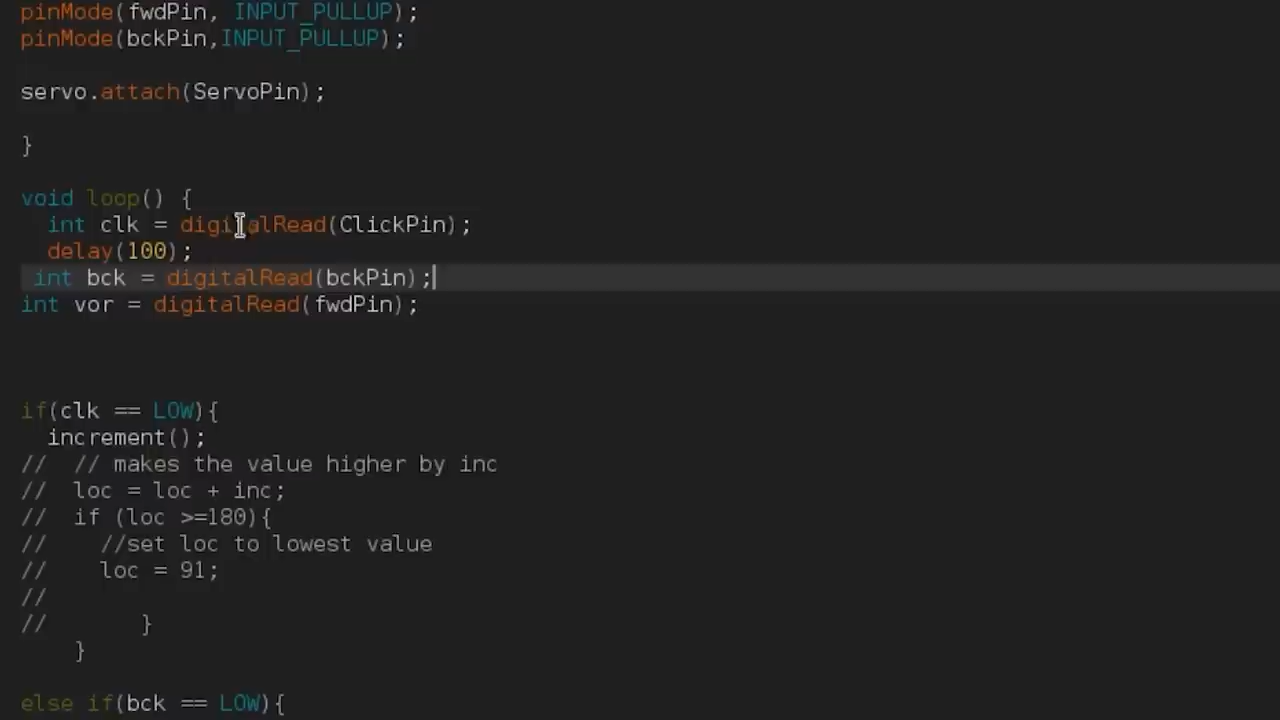 pinMode(fwdPin, INPUT_PULLUP);
pinMode(bckPin,INPUT_PULLUP);
servo.attach(ServoPin);
}
void loop() {
int clk = digitalRead(ClickPin);
delay(100);
int bck = digitalRead(bckPin);
int vor = digitalRead(fwdPin);
if(clk == LOW){
increment();
//  // makes the value higher by inc
//  loc = loc + inc;
//  if (loc >=180){
//    //set loc to lowest value
//    loc = 91;
//
//       }
}
else if(bck == LOW){